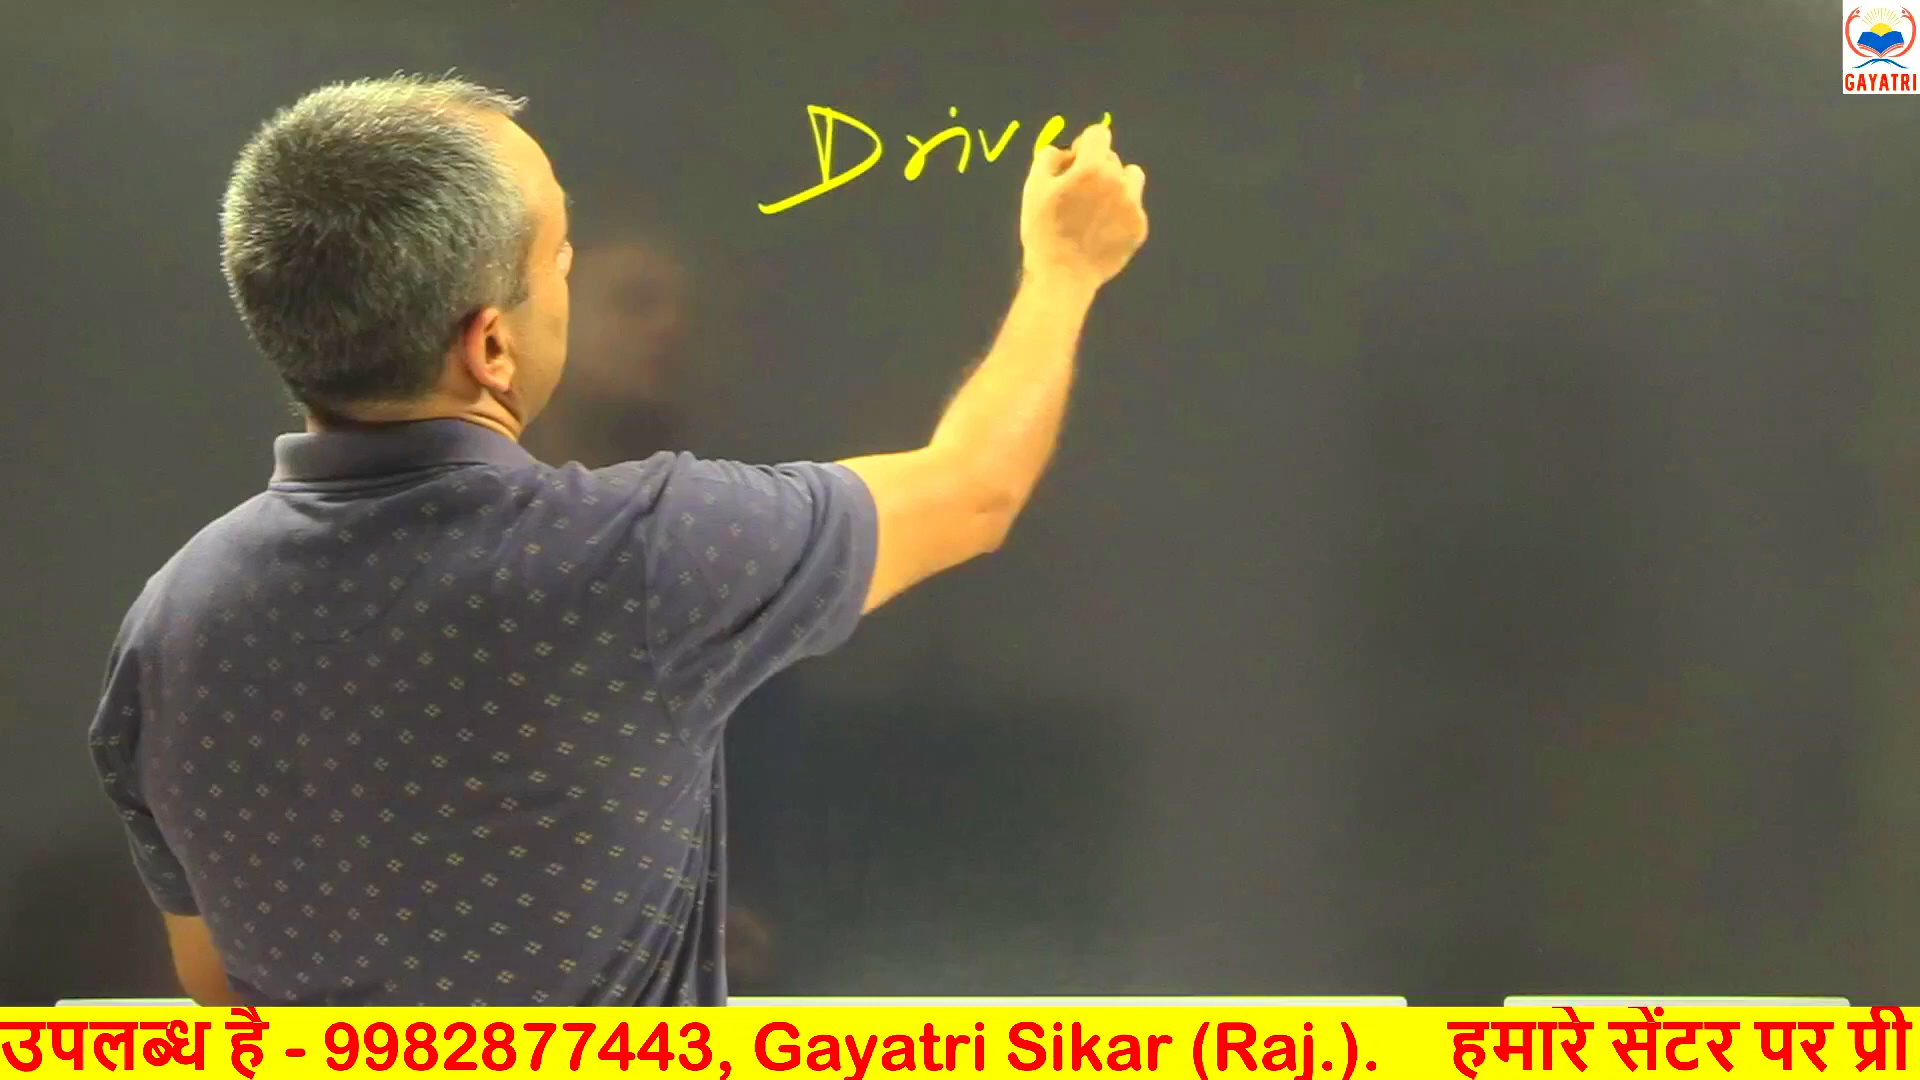 GAYATRI
Drive
उपलब्ध है - 9982877443, Gayatri Sikar (Raj.). हमारे सेंटर पर प्री